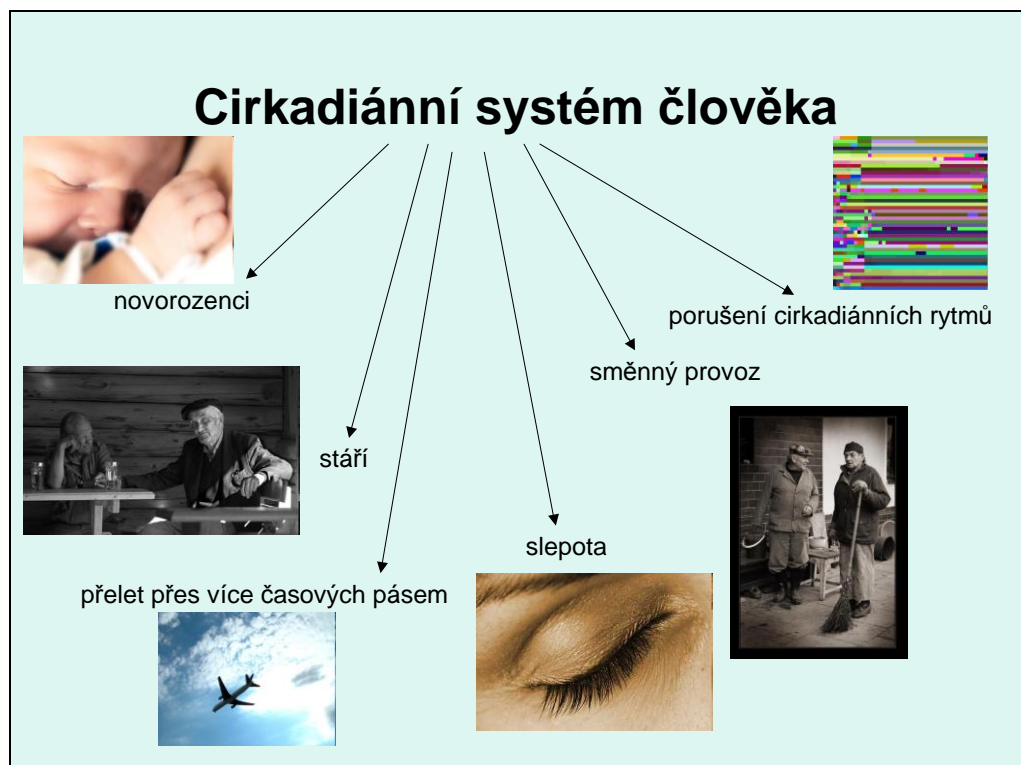 Cirkadiánní systém člověka
novorozenci
porušení cirkadiánních rytmů
směnný provoz
stáří
slepota
přelet přes více časových pásem